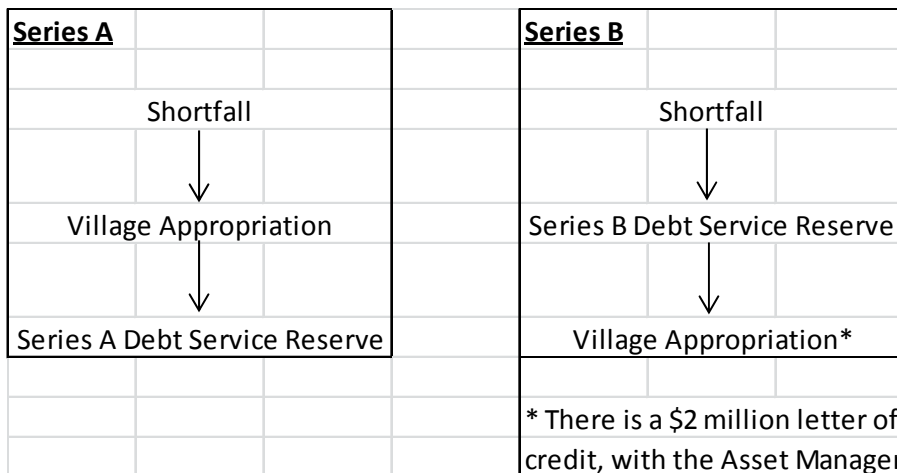 Series A
Shortfall
Village Appropriation
Series A Debt Service Reserve
Series B
Shortfall
Series B Debt Service Reserve
Village Appropriation*
* There is a $2 million letter of
credit, with the Asset Manager